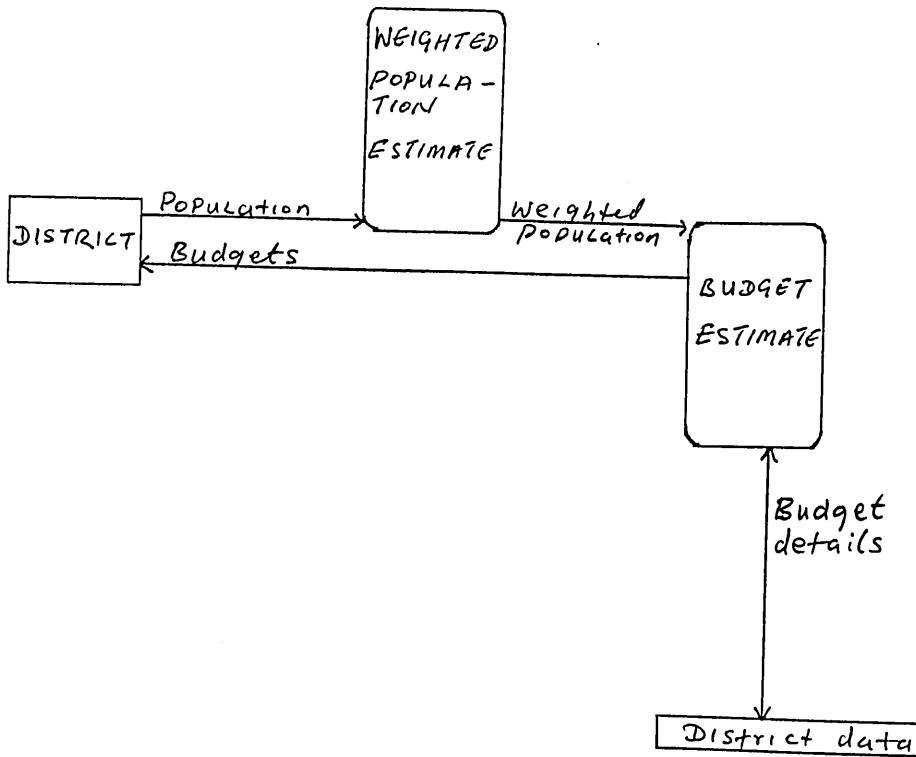 WEIGHTED
POPULA-
TION
ESTIMATE
DISTRICT
Population
Weighted
population
Budgets
BUDGET
ESTIMATE
Budget
details
District data